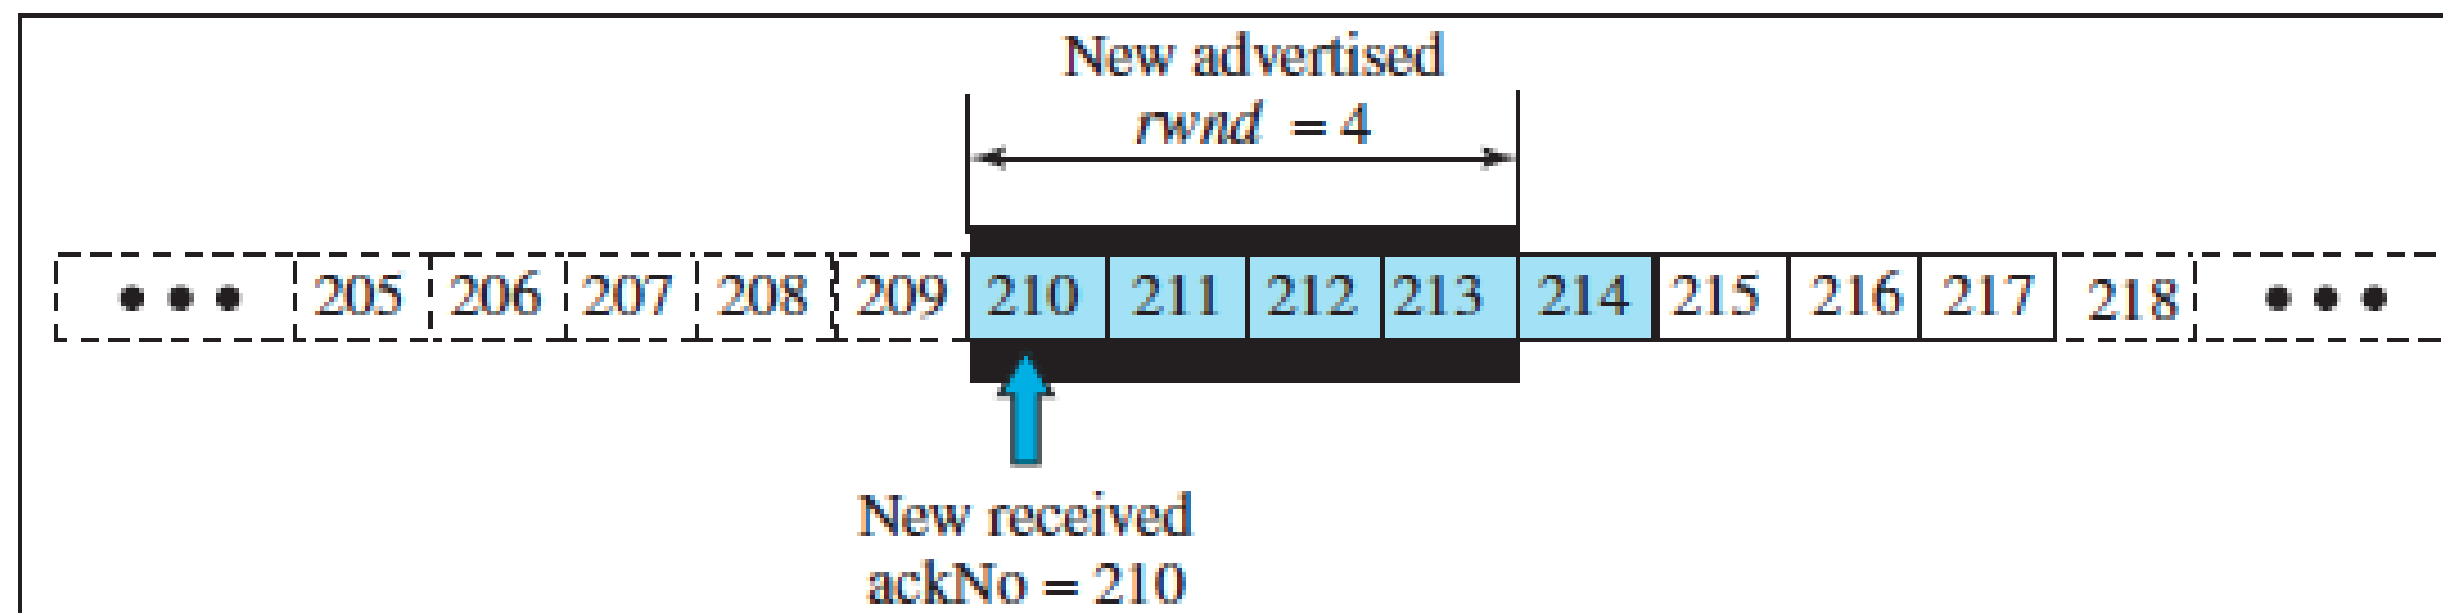 New advertised
rwnd = 4
• • • 205 206 207 208 209 210 211 212 213 214 215 216 217 218 • • •
New received
ackNo = 210